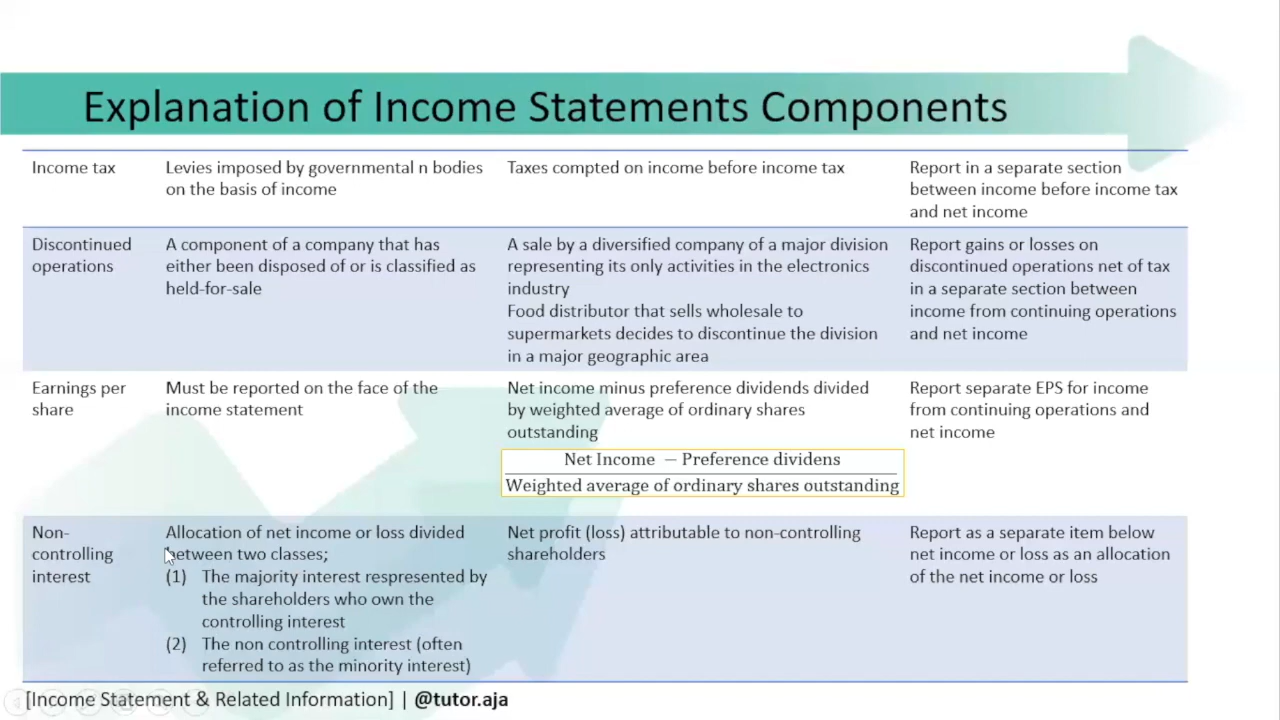 Explanation of Income Statements Components
Income tax
Levies imposed by governmental n bodies
on the basis of income
Taxes compted on income before income tax
Report in a separate section
between income before income tax
and net income
Discontinued
operations
A component of a company that has
either been disposed of or is classified as
held-for-sale
A sale by a diversified company of a major division
representing its only activities in the electronics
industry
Food distributor that sells wholesale to
supermarkets decides to discontinue the division
in a major geographic area
Report gains or losses on
discontinued operations net of tax
in a separate section between
income from continuing operations
and net income
Earnings per
share
Must be reported on the face of the
income statement
Net income minus preference dividends divided
by weighted average of ordinary shares
outstanding
Net Income − Preference dividens
Weighted average of ordinary shares outstanding
Report separate EPS for income
from continuing operations and
net income
Non-
controlling
interest
Allocation of net income or loss divided
between two classes;
(1) The majority interest respresented by
the shareholders who own the
controlling interest
(2) The non controlling interest (often
referred to as the minority interest)
Net profit (loss) attributable to non-controlling
shareholders
Report as a separate item below
net income or loss as an allocation
of the net income or loss
[Income Statement & Related Information] | @tutor.aja